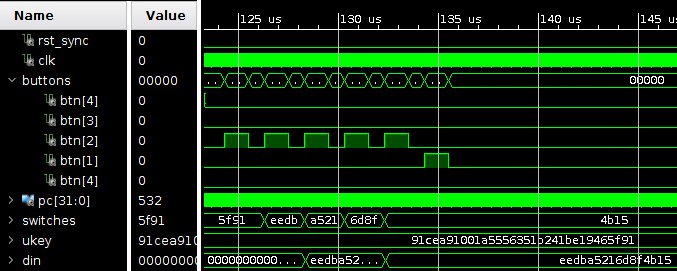 Name Value 125 us 130 us 135 us 140 us 145 us
rst_sync 0
clk 0
buttons 00000 00000
btn[4] 0
btn[3] 0
btn[2] 0
btn[1] 0
btn[4] 0
pc[31:0] 532
switches 5f91 5f91 eedb a521 6d8f 4b15
ukey 91cea910 91cea91001a5556351b241be19465f91
din 00000000 0000000000... eedba52... eedba5216d8f4b15